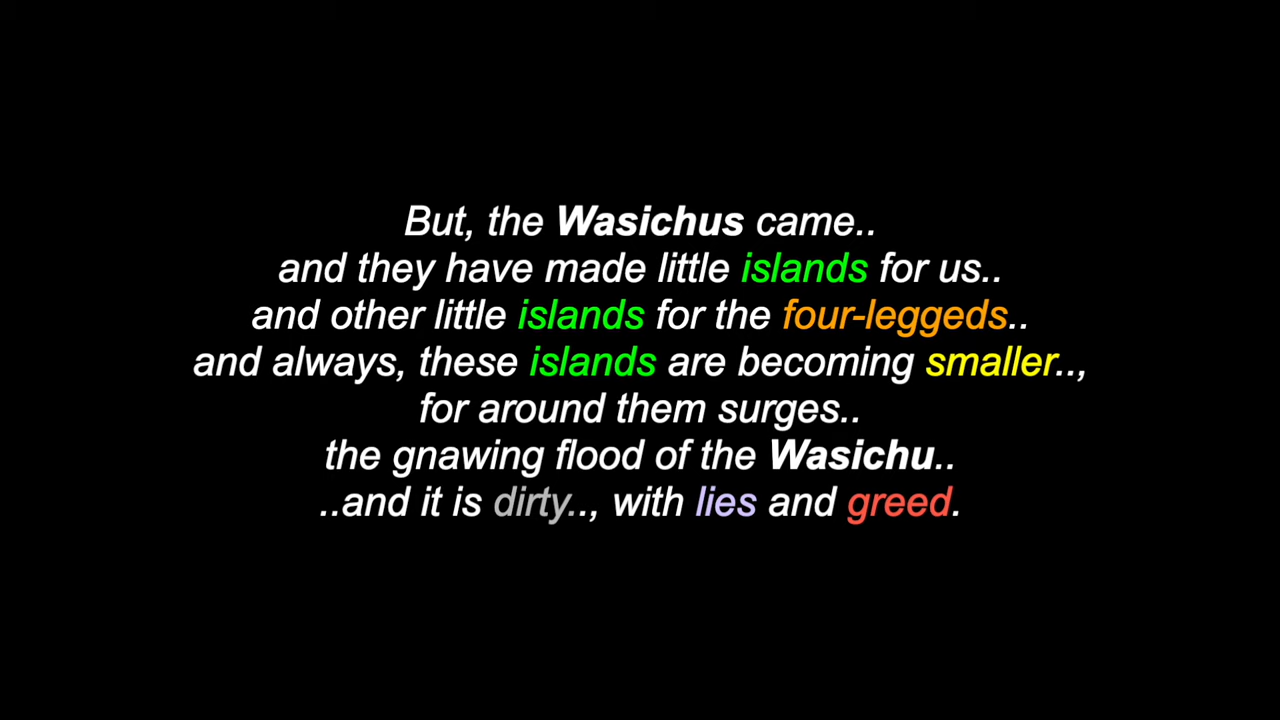 But, the Wasichus came..
and they have made little islands for us..
and other little islands for the four-leggeds..
and always, these islands are becoming smaller..,
for around them surges..
the gnawing flood of the Wasichu..
..and it is dirty.., with lies and greed.